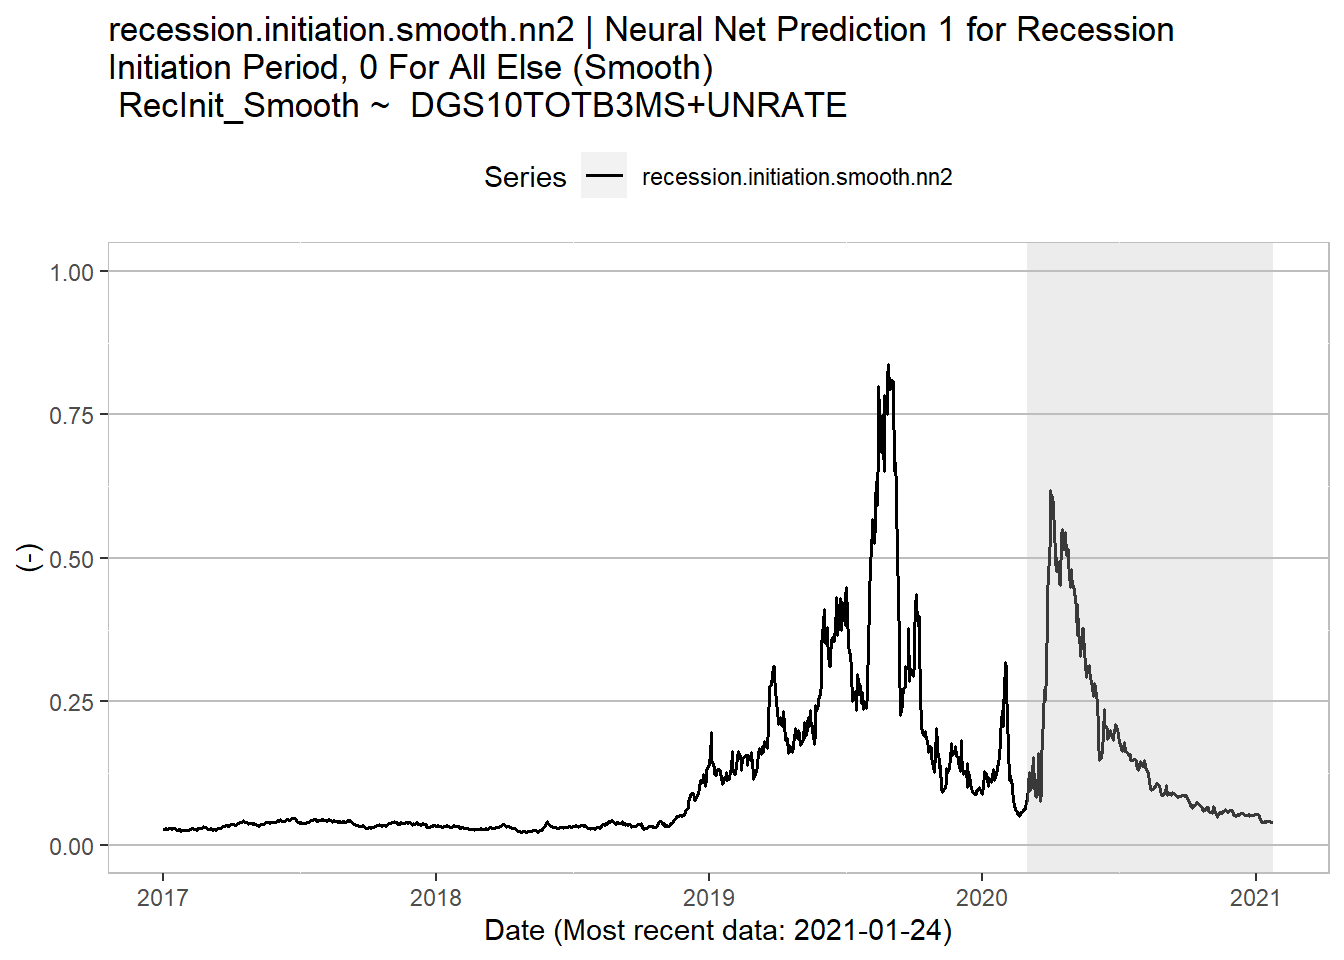 recession.initiation.smooth.nn2 | Neural Net Prediction 1 for Recession
Initiation Period, 0 For All Else (Smooth)
RecInit_Smooth ~ DGS10TOTB3MS+UNRATE
Series recession.initiation.smooth.nn2
1.00
0.75
0.50
0.25
0.00
(-)
2017 2018 2019 2020 2021
Date (Most recent data: 2021-01-24)